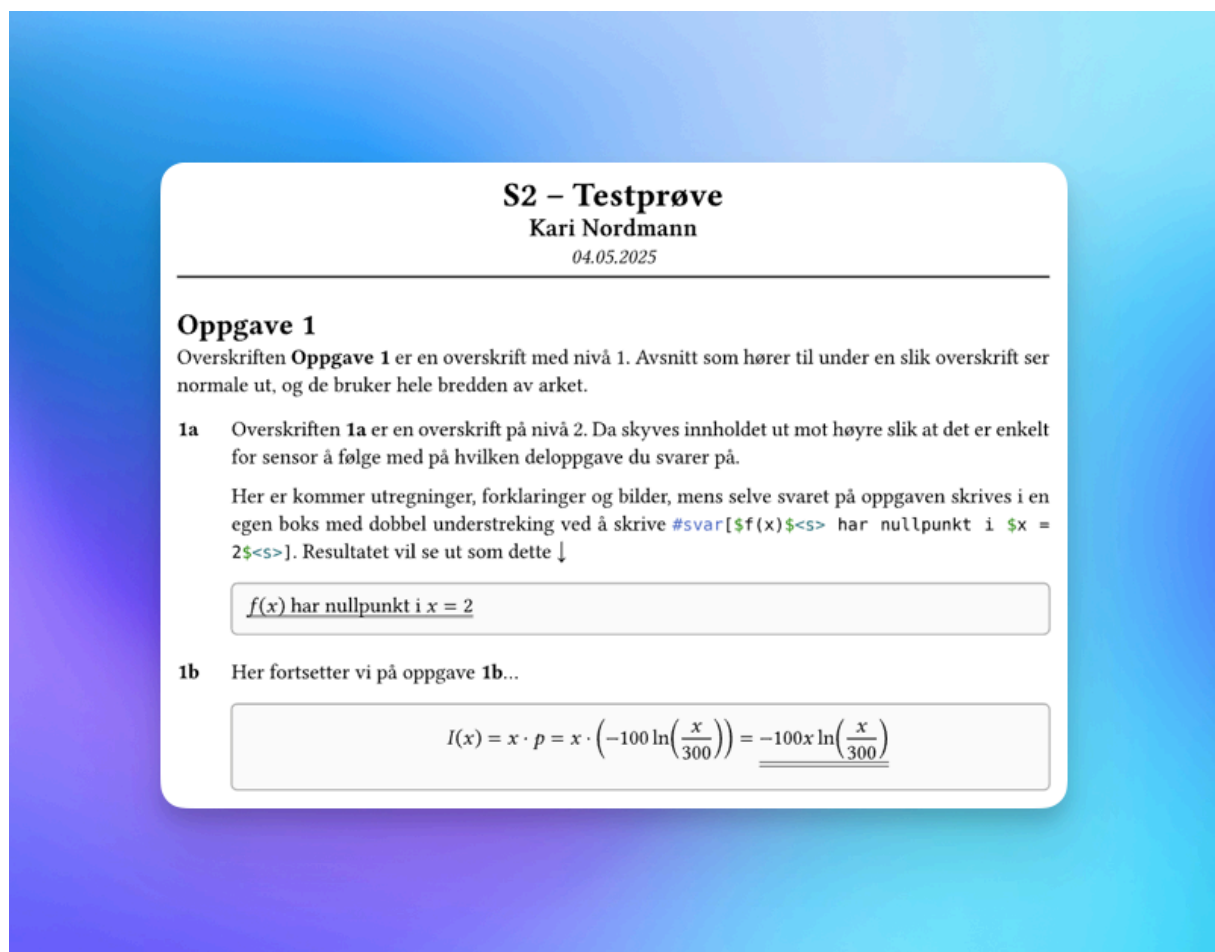 S2 – Testprøve
Kari Nordmann
04.05.2025
Oppgave 1
Overskriften Oppgave 1 er en overskrift med nivå 1. Avsnitt som hører til under en slik overskrift ser
normale ut, og de bruker hele bredden av arket.
1a Overskriften 1a er en overskrift på nivå 2. Da skyves innholdet ut mot høyre slik at det er enkelt
for sensor å følge med på hvilken deloppgave du svarer på.
Her er kommer utregninger, forklaringer og bilder, mens selve svaret på oppgaven skrives i en
egen boks med dobbel understreking ved å skrive #svar[$f(x)$<s> har nullpunkt i $x =
2$<s>]. Resultatet vil se ut som dette ↓
f(x) har nullpunkt i x = 2
1b Her fortsetter vi på oppgave 1b…
I(x) = x · p = x · (−100 ln(x/300)) = −100x ln(x/300)